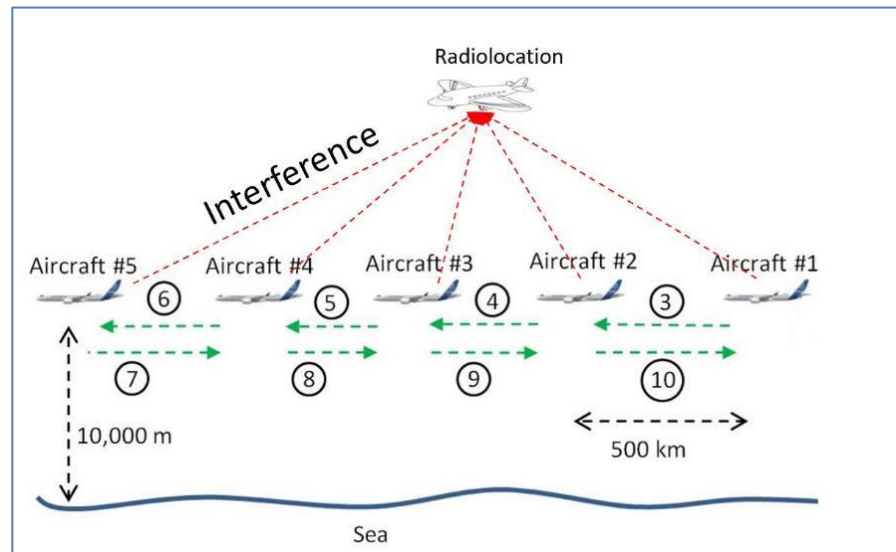 Radiolocation
Interference
Aircraft #5
Aircraft #4
Aircraft #3
Aircraft #2
Aircraft #1
6
5
4
3
7
8
9
10
10,000 m
500 km
Sea